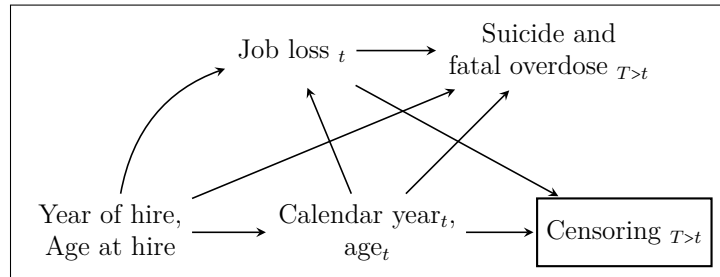 Job loss t
Suicide and
fatal overdose T>t
Year of hire,
Age at hire
Calendar yeart,
aget
Censoring T>t